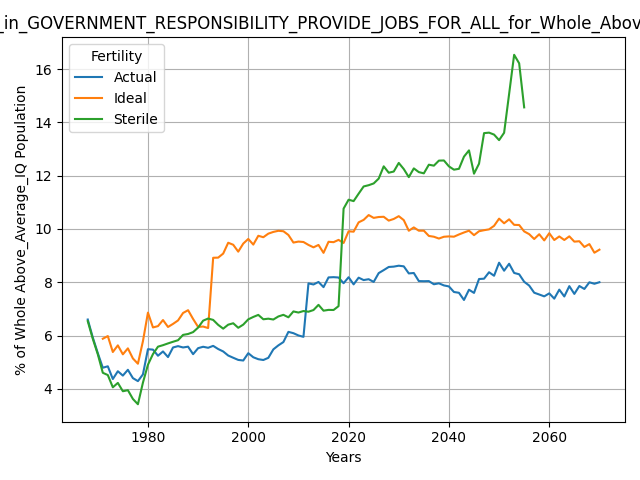 _in_GOVERNMENT_RESPONSIBILITY_PROVIDE_JOBS_FOR_ALL_for_Whole_Abov
Fertility
Actual
Ideal
Sterile
% of Whole Above_Average_IQ Population
16
14
12
10
8
6
4
1980
2000
2020
2040
2060
Years